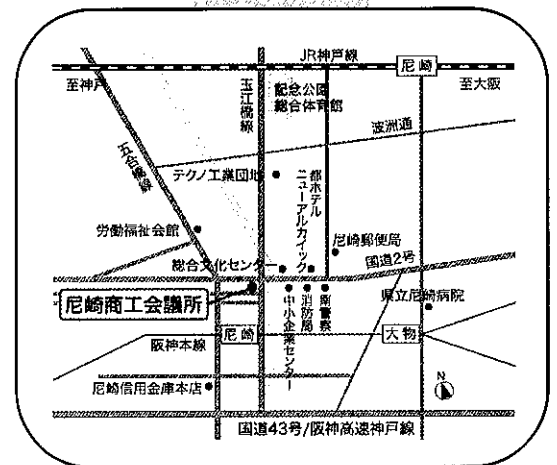 JR神戸線
尼崎
至神戸
至大阪
玉江橋線
記念公園
総合体育館
波洲通
五合橋線
テクノ工業団地
都ホテル
ニューアルカイック
労働福祉会館
尼崎郵便局
国道2号
総合文化センター
尼崎商工会議所
中小企業センター
消防局
南警察
県立尼崎病院
尼崎
大物
阪神本線
尼崎信用金庫本店
N
国道43号/阪神高速神戸線